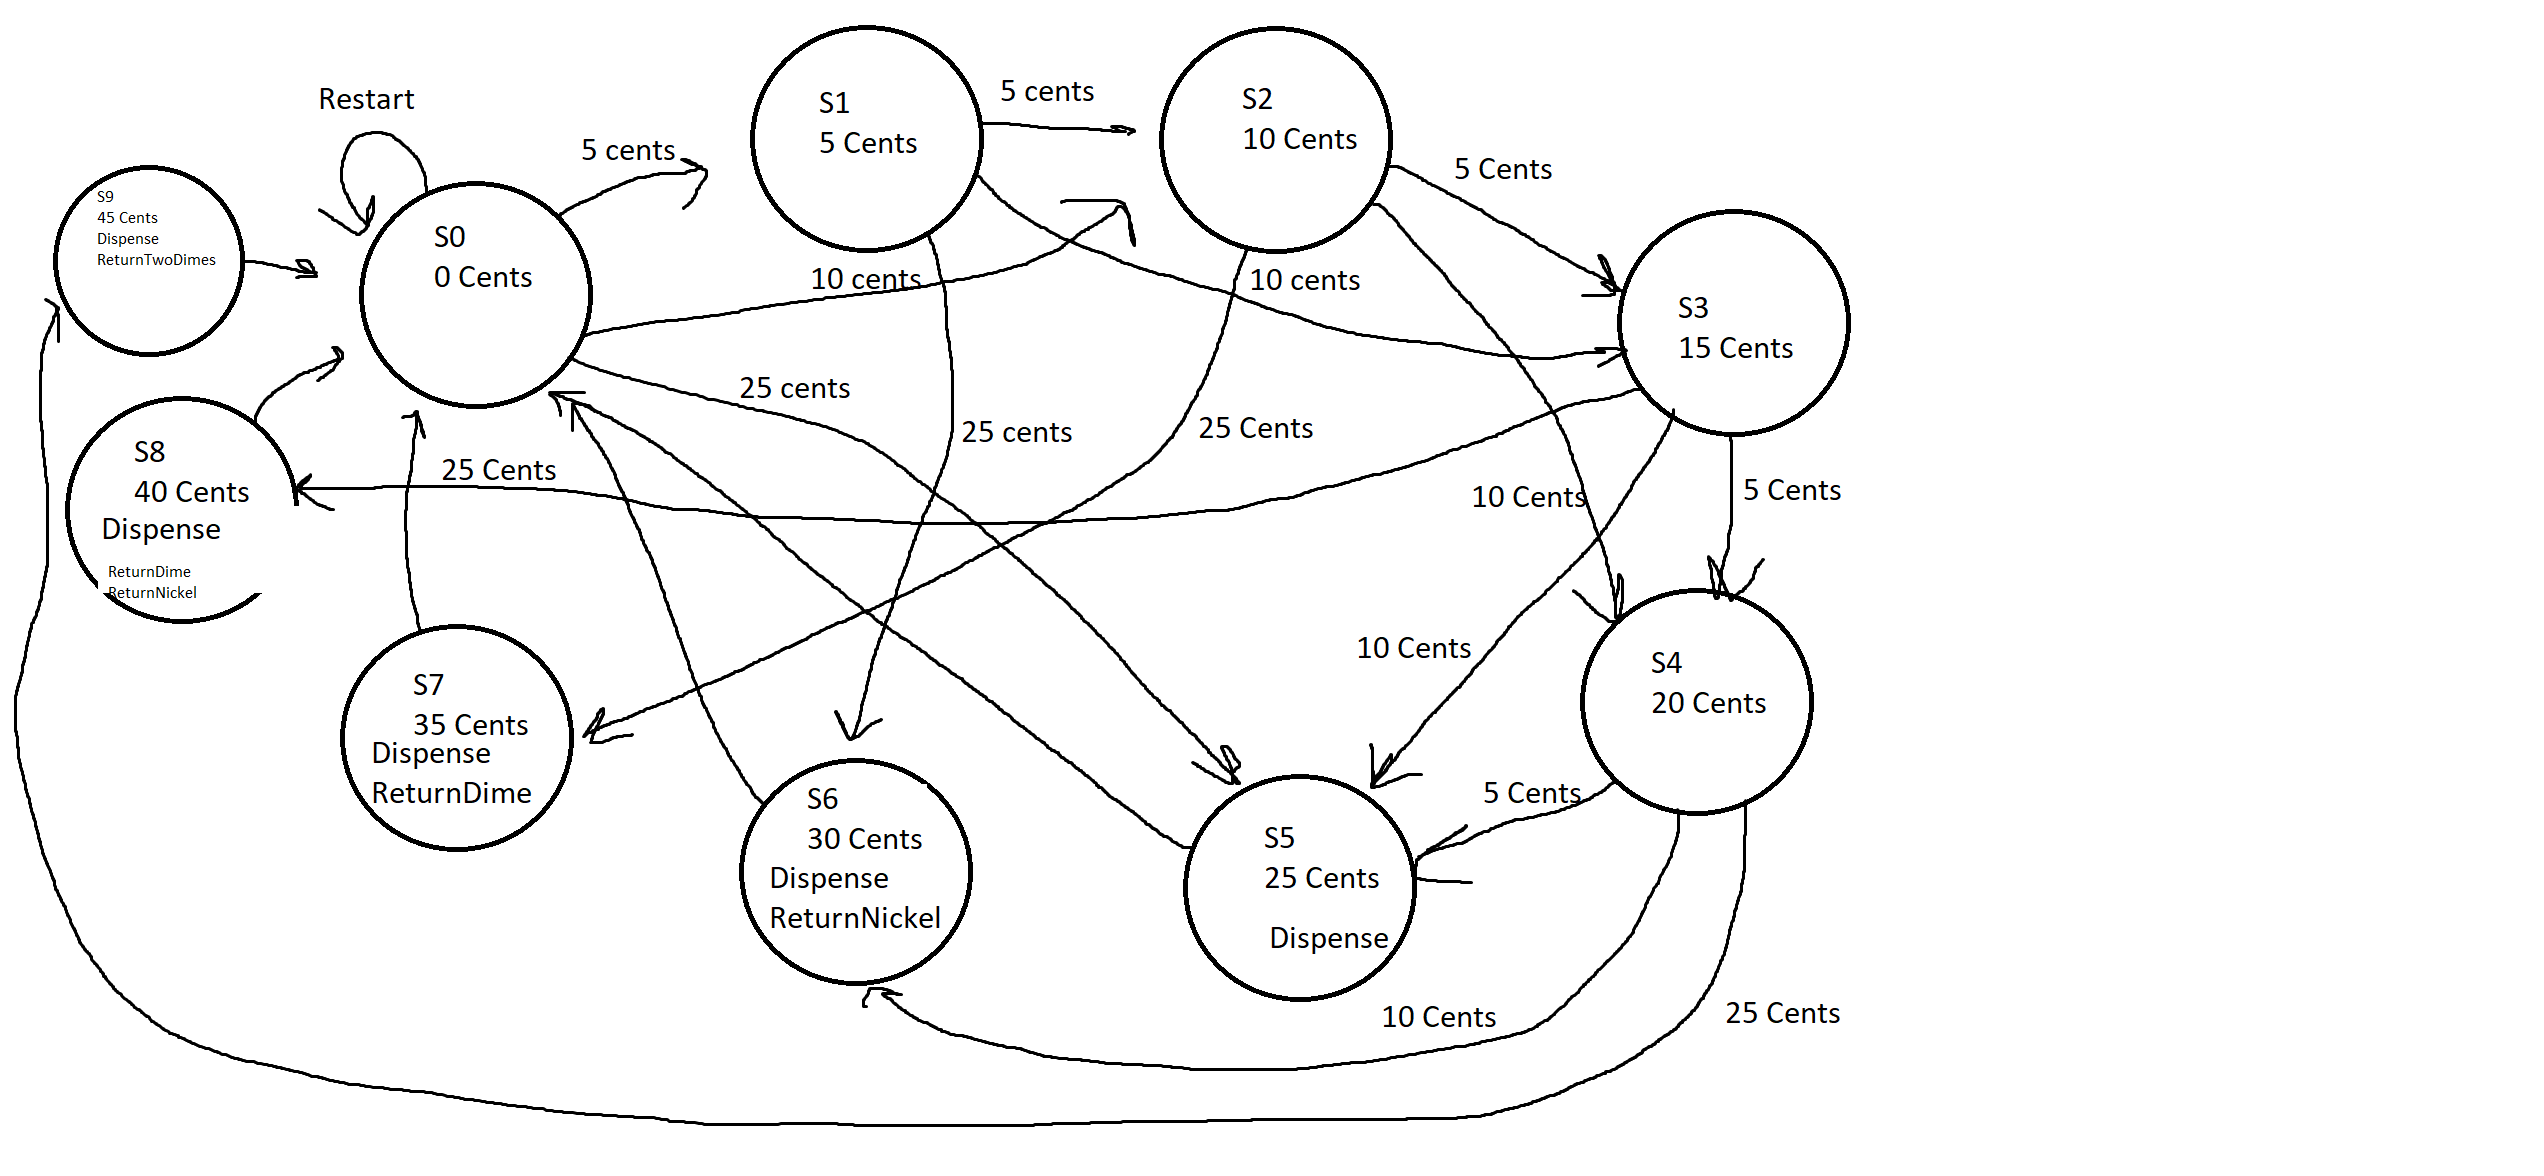 Restart
5 cents
S1
5 Cents
5 cents
S2
10 Cents
5 Cents
S9
45 Cents
Dispense
ReturnTwoDimes
S0
0 Cents
10 cents
10 cents
S3
15 Cents
25 cents
25 cents
25 Cents
S8
40 Cents
Dispense
ReturnDime
ReturnNickel
25 Cents
10 Cents
5 Cents
10 Cents
S4
20 Cents
S7
35 Cents
Dispense
ReturnDime
S6
30 Cents
Dispense
ReturnNickel
5 Cents
S5
25 Cents
Dispense
10 Cents
25 Cents